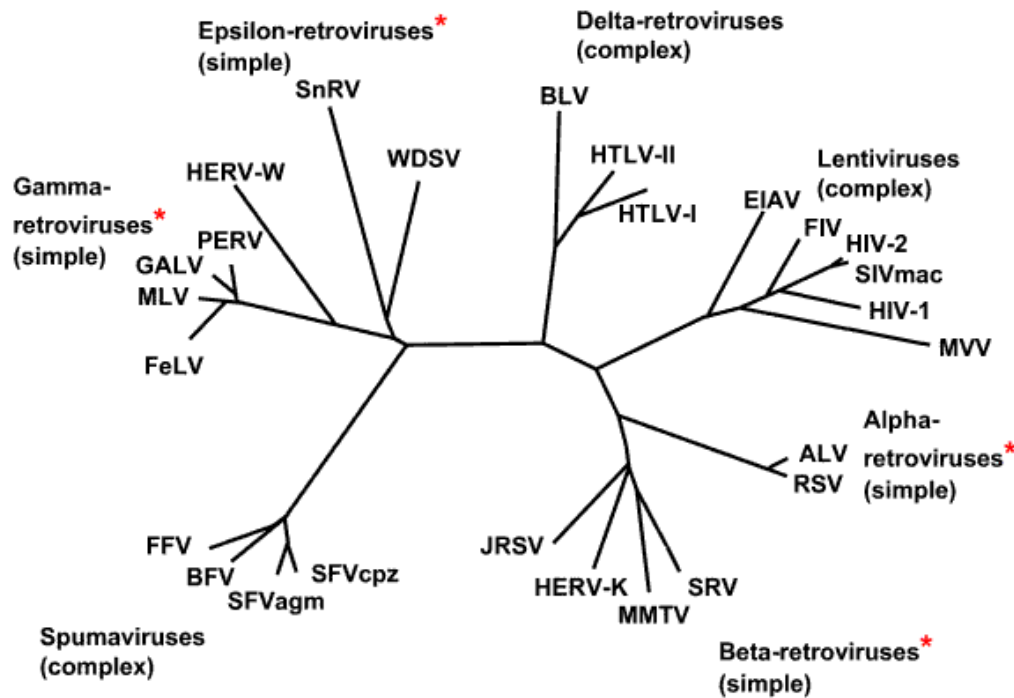 Epsilon-retroviruses*
(simple)
SnRV
WDSV
Delta-retroviruses
(complex)
BLV
HTLV-II
HTLV-I
Lentiviruses
(complex)
EIAV
FIV
HIV-2
SIVmac
HIV-1
MVV
Gamma-
retroviruses*
(simple)
HERV-W
PERV
GALV
MLV
FeLV
Alpha-
retroviruses*
(simple)
ALV
RSV
JRSV
HERV-K
MMTV
SRV
Beta-retroviruses*
(simple)
FFV
BFV
SFVagm
SFVcpz
Spumaviruses
(complex)